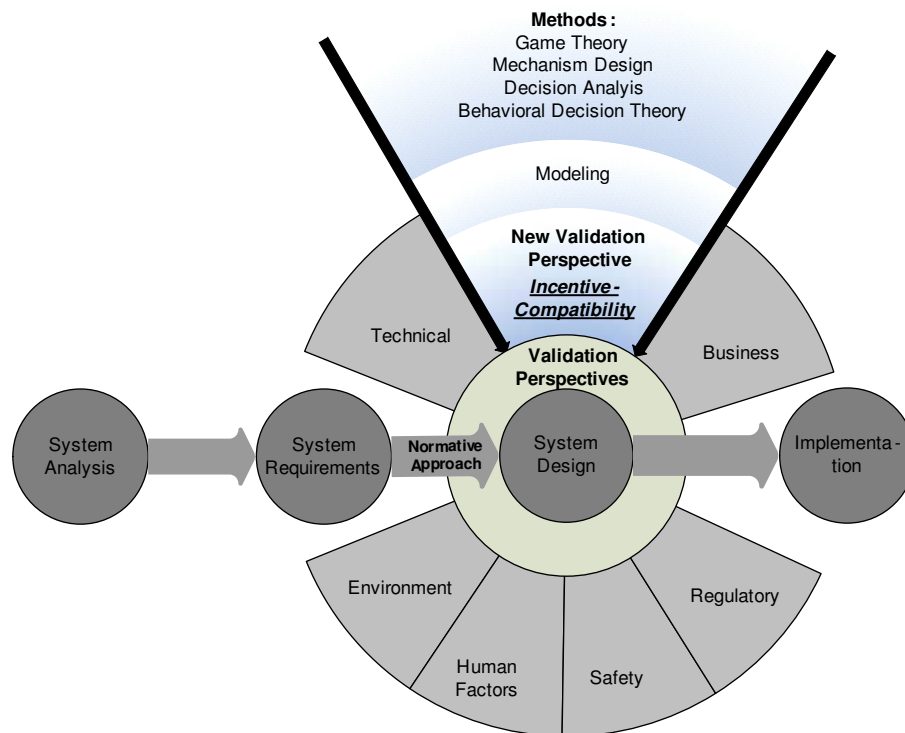 Methods:
Game Theory
Mechanism Design
Decision Analyis
Behavioral Decision Theory
Modeling
New Validation
Perspective
Incentive-
Compatibility
Technical
Business
Validation
Perspectives
System
Analysis
System
Requirements
Normative
Approach
System
Design
Implementa-
tion
Environment
Human
Factors
Safety
Regulatory